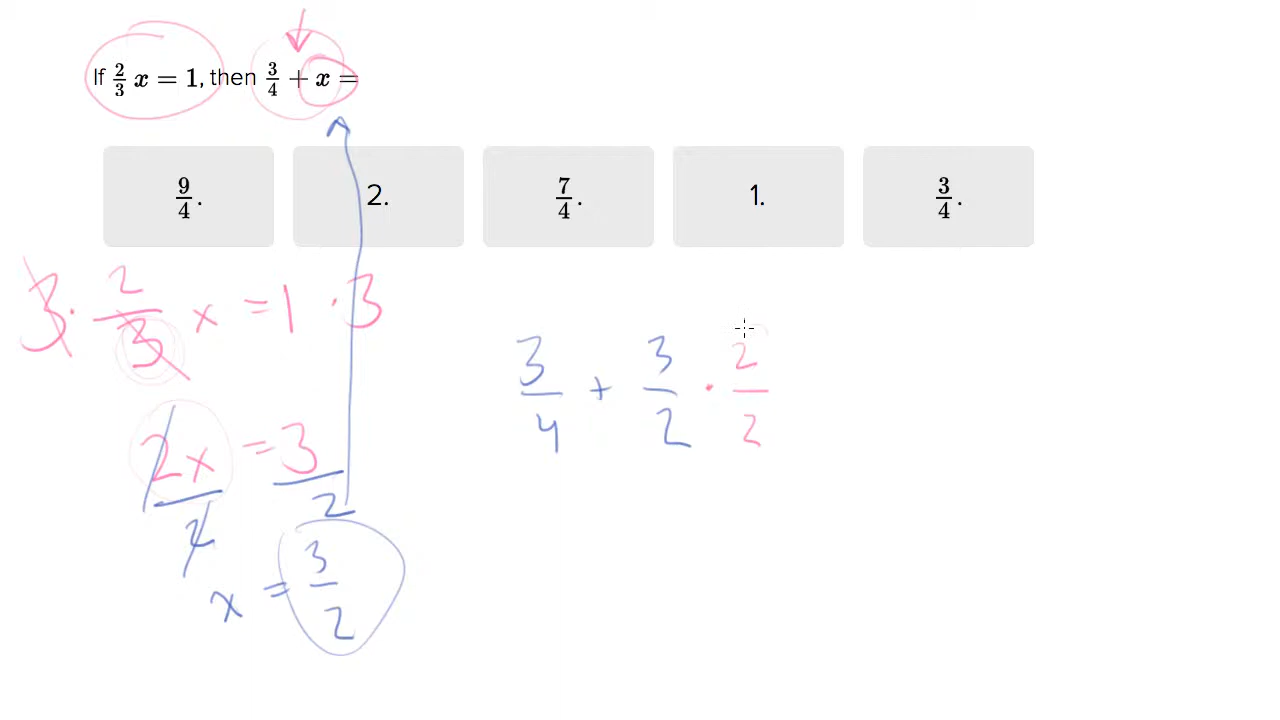 If 2/3 x = 1, then 3/4 + x =
9/4. 2. 7/4. 1. 3/4.
3 · 2/3 x = 1 · 3
3/4 + 3/2 · 2/2
2x/2 = 3/2
x = 3/2